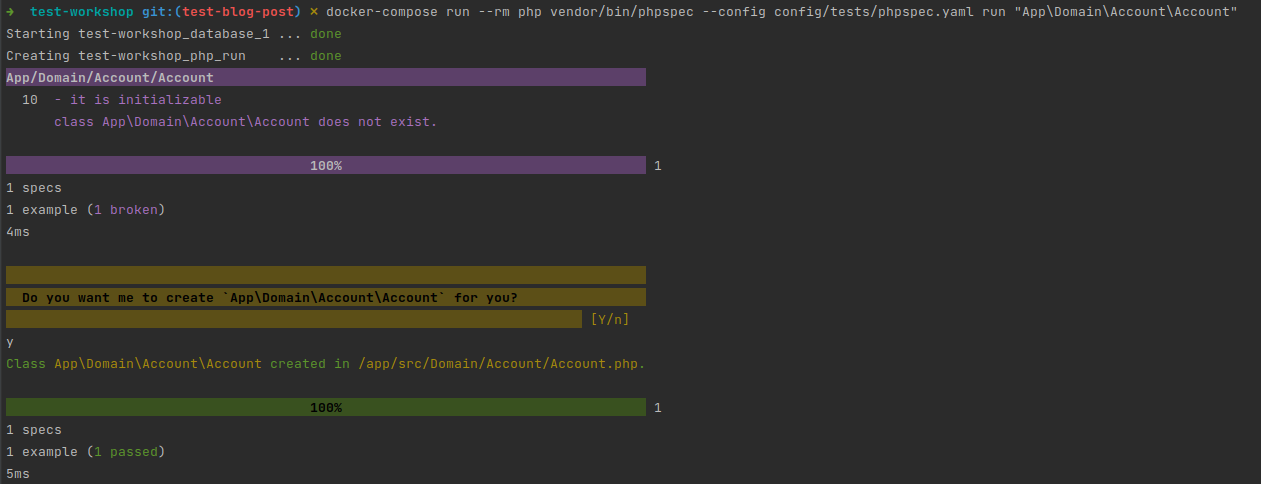 ➜ test-workshop git:(test-blog-post) ✗ docker-compose run --rm php vendor/bin/phpspec --config config/tests/phpspec.yaml run "App\Domain\Account\Account"
Starting test-workshop_database_1 ... done
Creating test-workshop_php_run    ... done
App/Domain/Account/Account
  10  - it is initializable
      class App\Domain\Account\Account does not exist.
100% 1
1 specs
1 example (1 broken)
4ms
Do you want me to create `App\Domain\Account\Account` for you?
[Y/n]
y
Class App\Domain\Account\Account created in /app/src/Domain/Account/Account.php.
100% 1
1 specs
1 example (1 passed)
5ms